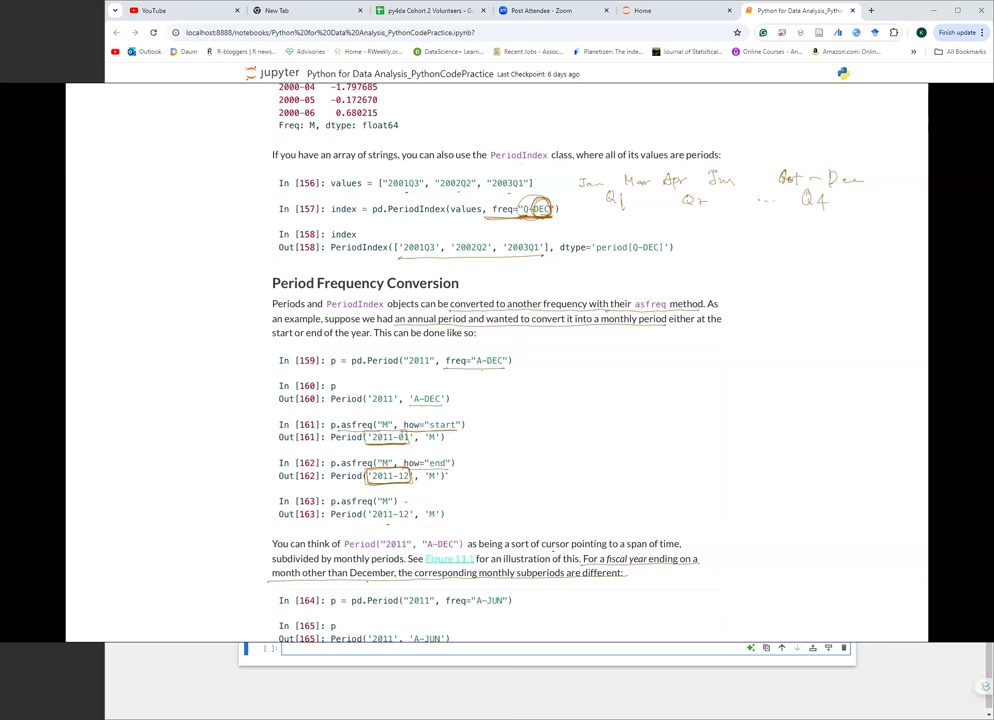 YouTube
New Tab
py4da Cohort 2 Volunteers - Go
Post Attendee - Zoom
Home
Python for Data Analysis_Pytho
localhost:8888/notebooks/Python%20for%20Data%20Analysis_PythonCodePractice.ipynb?
Finish update
Outlook
Daum
R-bloggers | R news...
Advisories
Home - RWeekly.or...
DataScience+ Learn...
Recent Jobs - Assoc...
Planetizen: The inde...
Journal of Statistical...
Online Courses - An...
Amazon.com: Onlin...
All Bookmarks
jupyter Python for Data Analysis_PythonCodePractice Last Checkpoint: 6 days ago
2000-04 -1.797685
2000-05 -0.172670
2000-06 0.680215
Freq: M, dtype: float64
If you have an array of strings, you can also use the PeriodIndex class, where all of its values are periods:
In [156]: values = ["2001Q3", "2002Q2", "2003Q1"]
Jan Mar Apr Jun – Dec
In [157]: index = pd.PeriodIndex(values, freq="Q-DEC")
Q1 Q2 ... Q4
In [158]: index
Out[158]: PeriodIndex(['2001Q3', '2002Q2', '2003Q1'], dtype='period[Q-DEC]')
Period Frequency Conversion
Periods and PeriodIndex objects can be converted to another frequency with their asfreq method. As
an example, suppose we had an annual period and wanted to convert it into a monthly period either at the
start or end of the year. This can be done like so:
In [159]: p = pd.Period("2011", freq="A-DEC")
In [160]: p
Out[160]: Period('2011', 'A-DEC')
In [161]: p.asfreq("M", how="start")
Out[161]: Period('2011-01', 'M')
In [162]: p.asfreq("M", how="end")
Out[162]: Period('2011-12', 'M')
In [163]: p.asfreq("M")
Out[163]: Period('2011-12', 'M')
You can think of Period("2011", "A-DEC") as being a sort of cursor pointing to a span of time,
subdivided by monthly periods. See Figure 11.1 for an illustration of this. For a fiscal year ending on a
month other than December, the corresponding monthly subperiods are different:
In [164]: p = pd.Period("2011", freq="A-JUN")
In [165]: p
Out[165]: Period('2011', 'A-JUN')
[ ]: